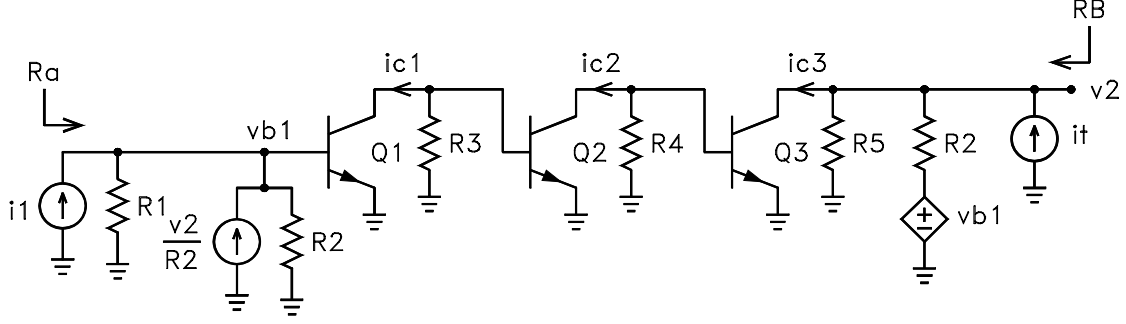 RB
ic1 ic2 ic3
Ra
v2
vb1
Q1 R3 Q2 R4 Q3 R5 R2 it
i1 R1 v2 R2 vb1
R2